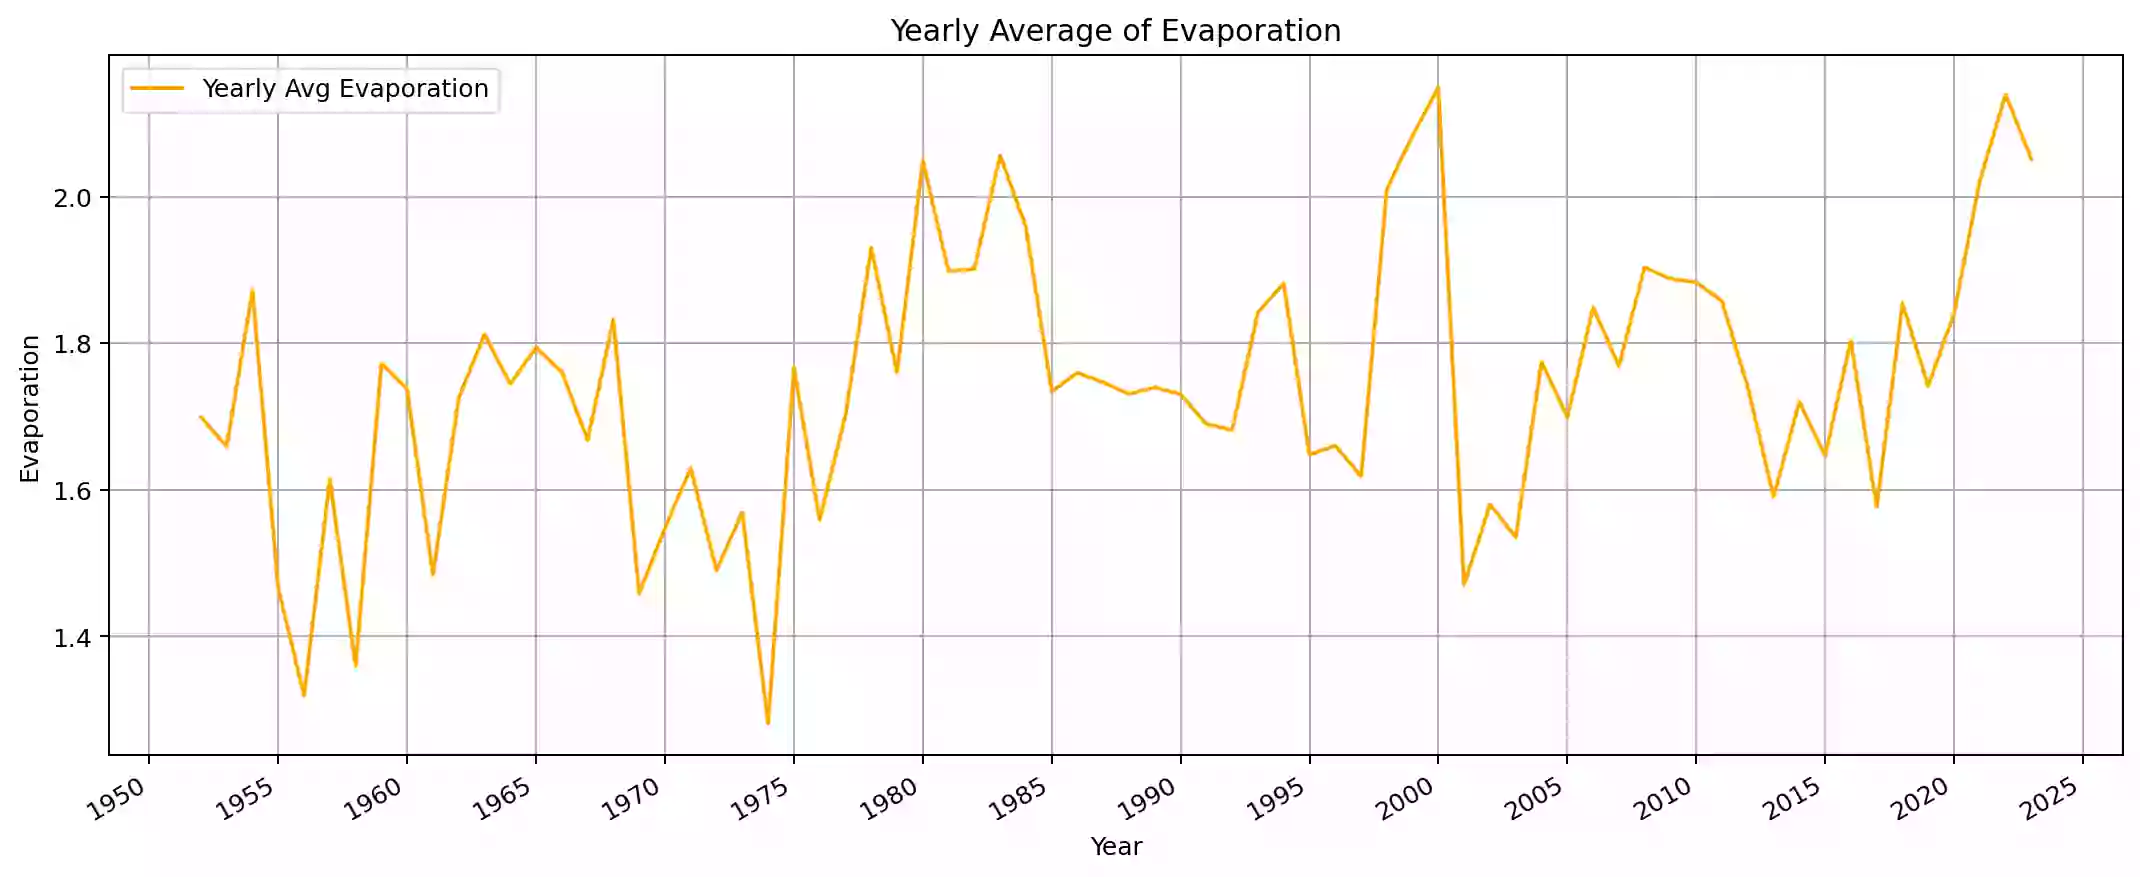 Yearly Average of Evaporation
Yearly Avg Evaporation
Evaporation
2.0
1.8
1.6
1.4
1950 1955 1960 1965 1970 1975 1980 1985 1990 1995 2000 2005 2010 2015 2020 2025
Year